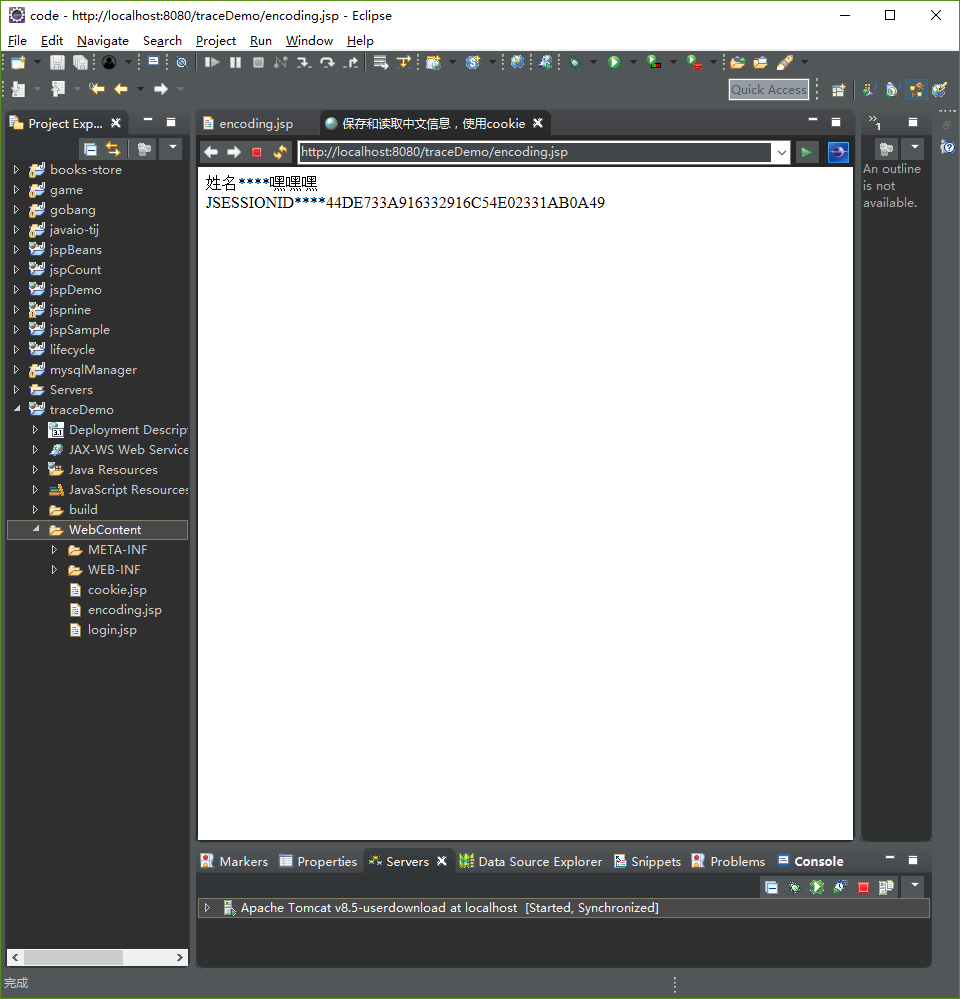 code - http://localhost:8080/traceDemo/encoding.jsp - Eclipse
File Edit Navigate Search Project Run Window Help
Quick Access
Project Exp...
encoding.jsp
保存和读取中文信息，使用cookie
1
http://localhost:8080/traceDemo/encoding.jsp
姓名****嘿嘿嘿
JSESSIONID****44DE733A916332916C54E02331AB0A49
An outline
is not
available.
books-store
game
gobang
javaio-tij
jspBeans
jspCount
jspDemo
jspnine
jspSample
lifecycle
mysqlManager
Servers
traceDemo
Deployment Descrip
JAX-WS Web Service
Java Resources
JavaScript Resources
build
WebContent
META-INF
WEB-INF
cookie.jsp
encoding.jsp
login.jsp
Markers Properties Servers Data Source Explorer Snippets Problems Console
Apache Tomcat v8.5-userdownload at localhost [Started, Synchronized]
完成